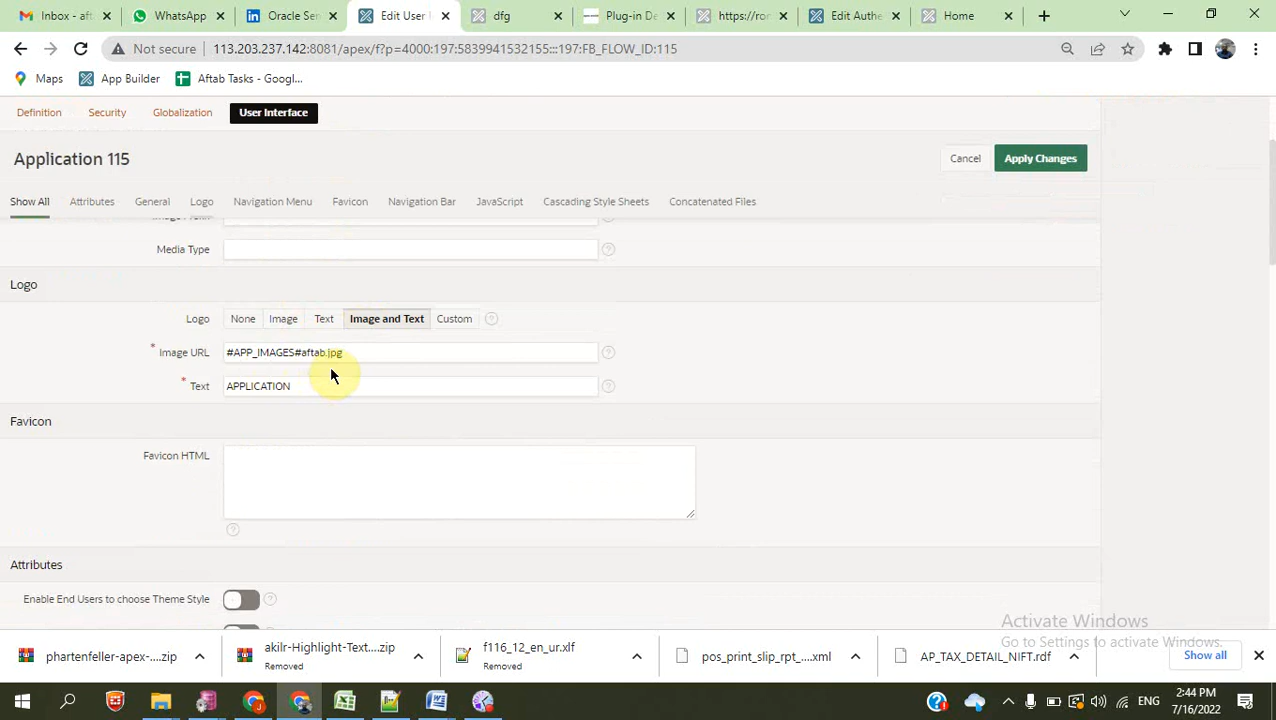 Inbox - aft
WhatsApp
Oracle Serv
Edit User I
dfg
Plug-in De
https://ror
Edit Authe
Home
Not secure
113.203.237.142:8081/apex/f?p=4000:197:5839941532155:::197:FB_FLOW_ID:115
Maps
App Builder
Aftab Tasks - Googl...
Definition
Security
Globalization
User Interface
Application 115
Cancel
Apply Changes
Show All
Attributes
General
Logo
Navigation Menu
Favicon
Navigation Bar
JavaScript
Cascading Style Sheets
Concatenated Files
Media Type
Logo
Logo
None
Image
Text
Image and Text
Custom
* Image URL
#APP_IMAGES#aftab.jpg
* Text
APPLICATION
Favicon
Favicon HTML
Attributes
Enable End Users to choose Theme Style
Activate Windows
Go to Settings to activate Windows.
phartenfeller-apex-....zip
akilr-Highlight-Text....zip
Removed
f116_12_en_ur.xlf
Removed
pos_print_slip_rpt_....xml
AP_TAX_DETAIL_NIFT.rdf
Show all
ENG
2:44 PM
7/16/2022